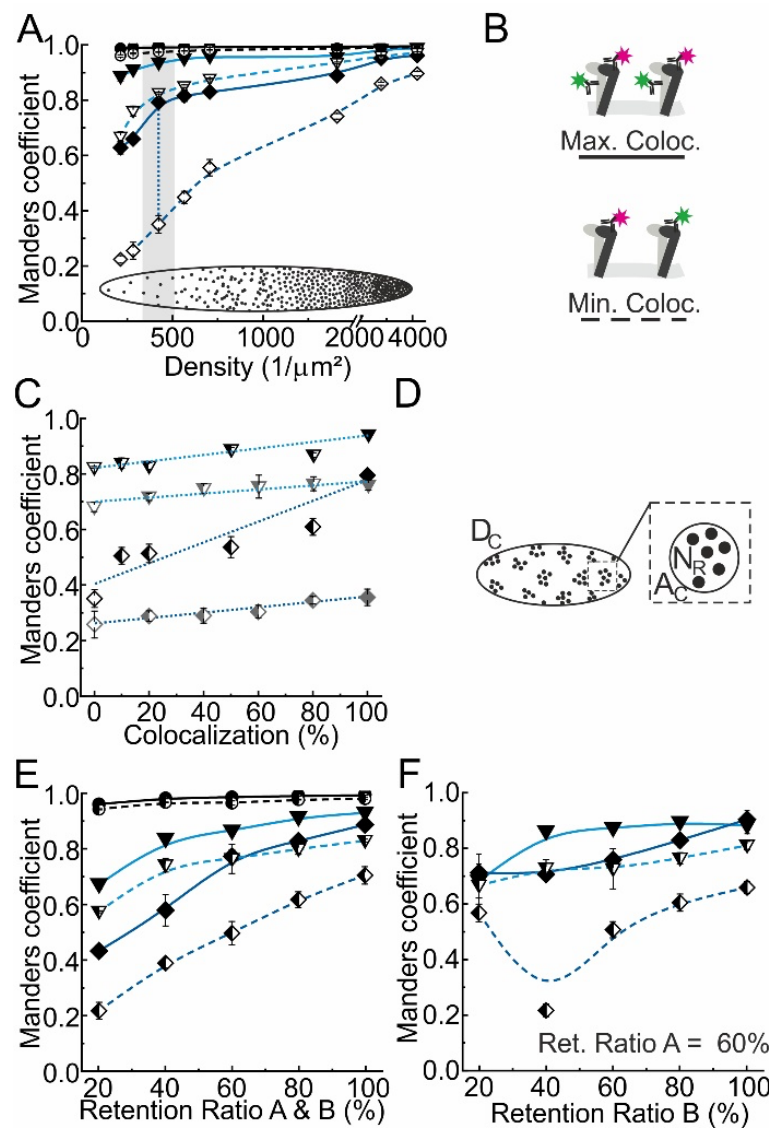 A
Manders coefficient
1.0
0.8
0.6
0.4
0.2
0.0
0 500 1000 2000 4000
Density (1/µm²)
B
Max. Coloc.
Min. Coloc.
C
Manders coefficient
1.0
0.8
0.6
0.4
0.2
0.0
0 20 40 60 80 100
Colocalization (%)
D
D_C
N_R
A_C
E
Manders coefficient
1.0
0.8
0.6
0.4
0.2
0.0
20 40 60 80 100
Retention Ratio A & B (%)
F
Manders coefficient
1.0
0.8
0.6
0.4
0.2
0.0
Ret. Ratio A = 60%
20 40 60 80 100
Retention Ratio B (%)